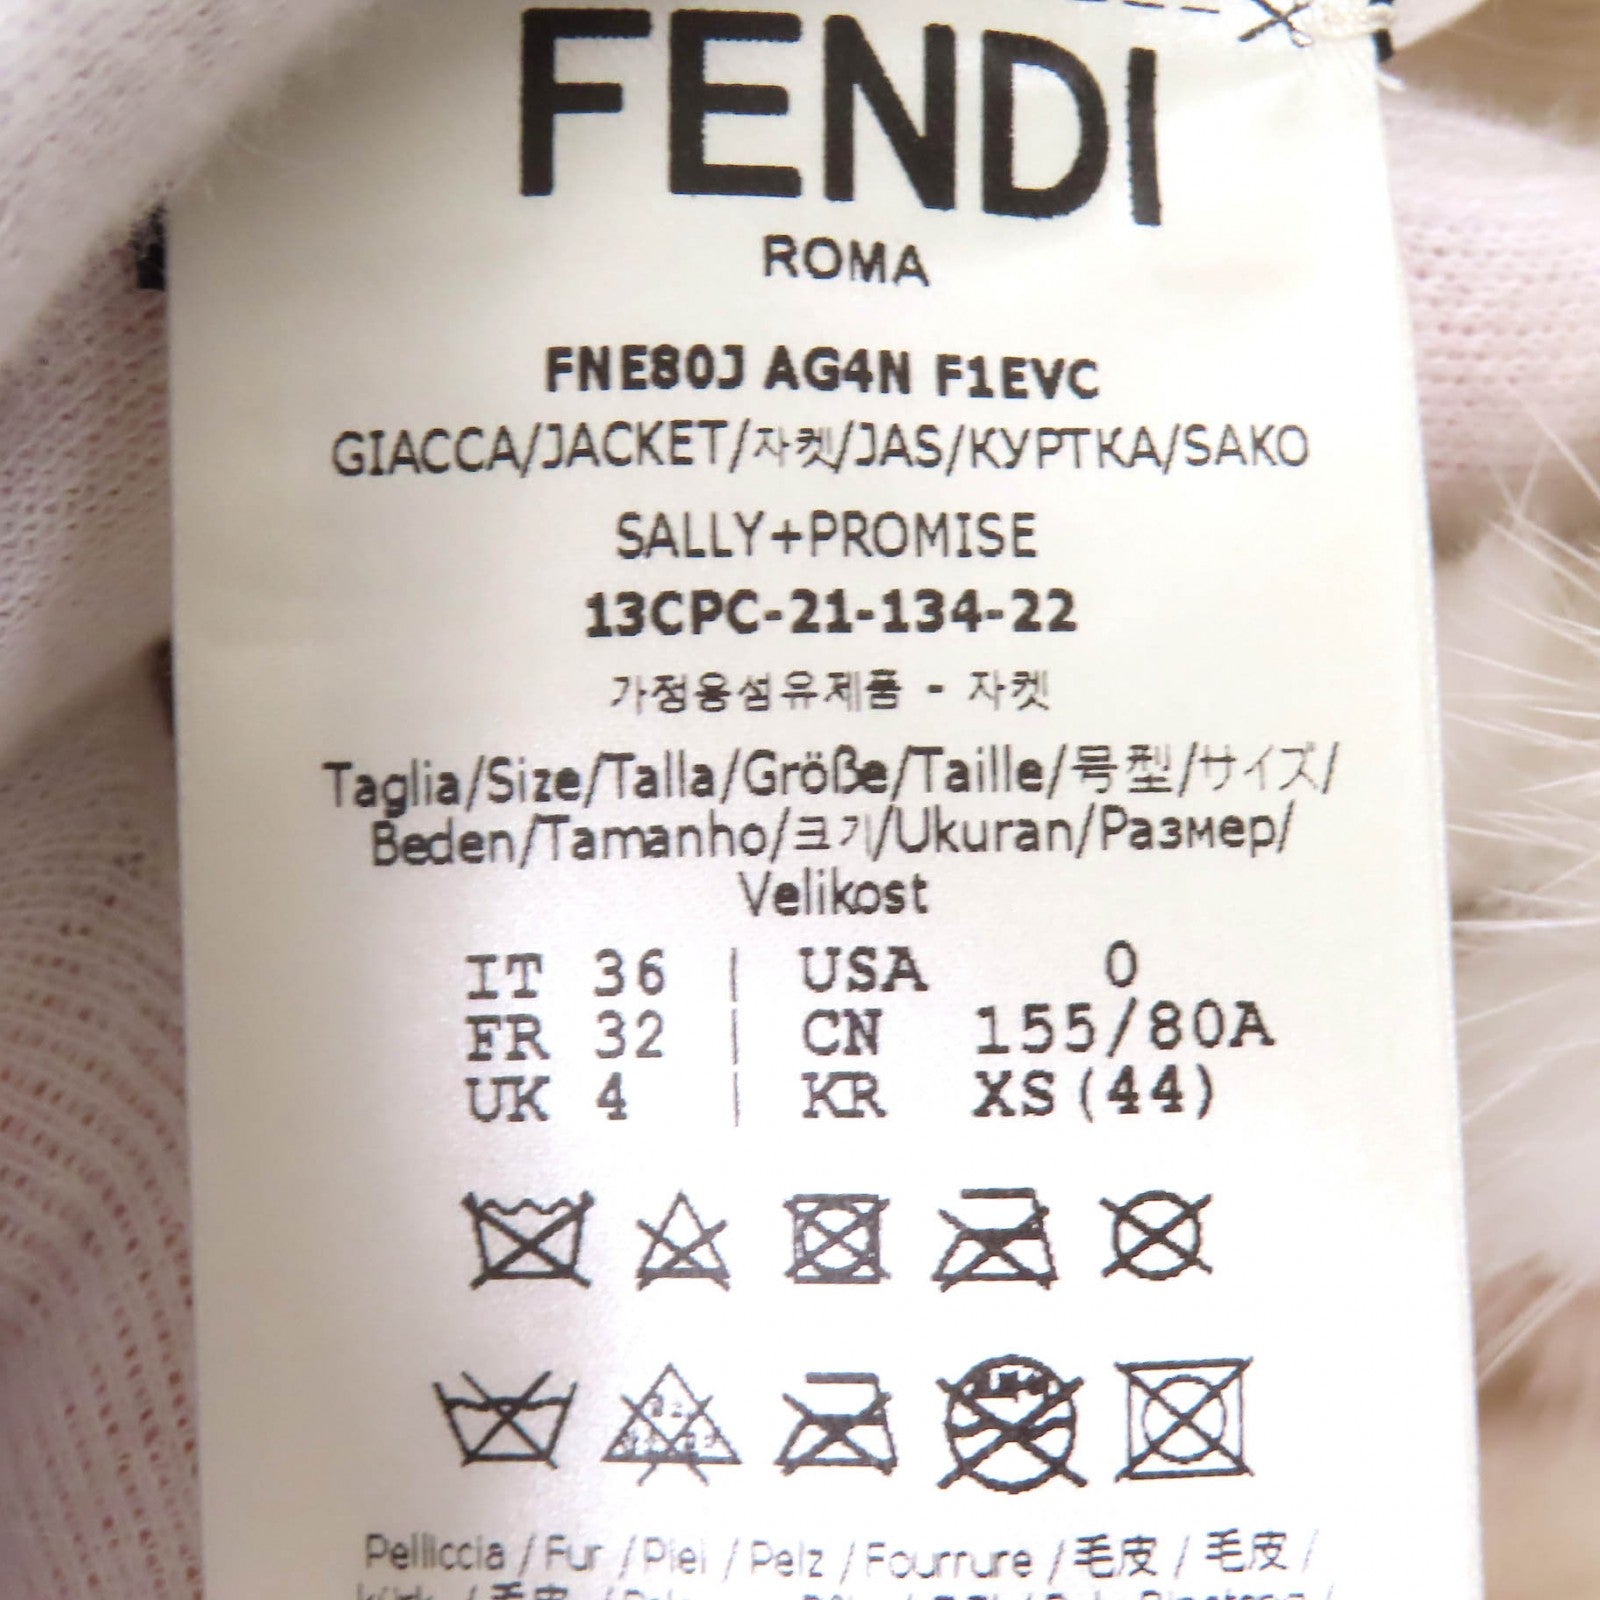 FENDI
ROMA
FNE80J AG4N F1EVC
GIACCA/JACKET/자켓/JAS/КУРТКА/SAKO
SALLY+PROMISE
13CPC-21-134-22
가정용섬유제품 - 자켓
Taglia/Size/Talla/Größe/Taille/号型/サイズ/
Beden/Tamanho/크기/Ukuran/Размер/
Velikost
IT 36 | USA 0
FR 32 | CN 155/80A
UK 4 | KR XS(44)
Pelliccia / Fur / Piel / Pelz / Fourrure / 毛皮 / 毛皮 /